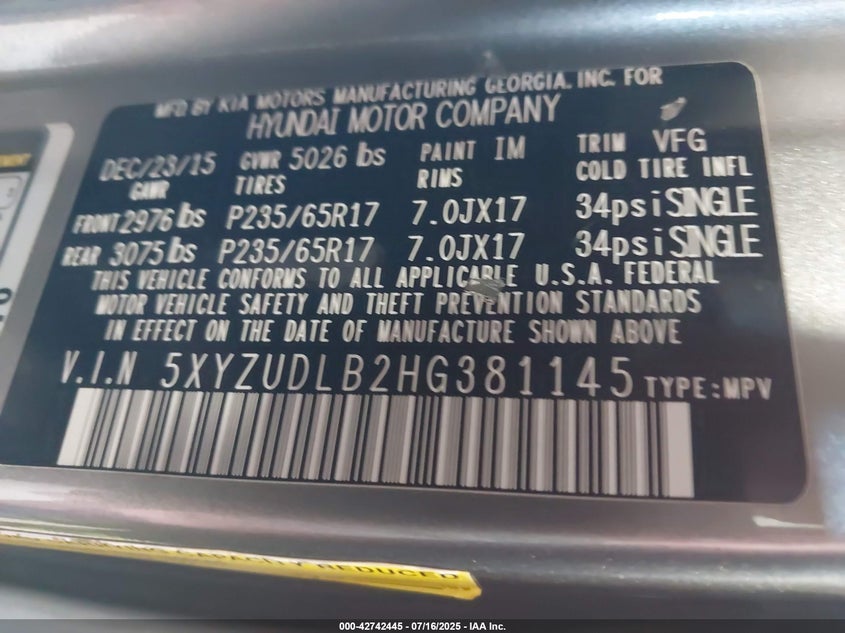 MFD BY KIA MOTORS MANUFACTURING GEORGIA, INC. FOR
HYUNDAI MOTOR COMPANY
DEC/23/15 GVWR 5026 lbs PAINT IM TRIM VFG
GAWR TIRES RIMS COLD TIRE INFL
FRONT 2976 lbs P235/65R17 7.0JX17 34psi SINGLE
REAR 3075 lbs P235/65R17 7.0JX17 34psi SINGLE
THIS VEHICLE CONFORMS TO ALL APPLICABLE U.S.A. FEDERAL
MOTOR VEHICLE SAFETY AND THEFT PREVENTION STANDARDS
IN EFFECT ON THE DATE OF MANUFACTURE SHOWN ABOVE
V.I.N 5XYZUDLB2HG381145 TYPE:MPV
CAPACITY REDUCED
000-42742445 - 07/16/2025 - IAA Inc.